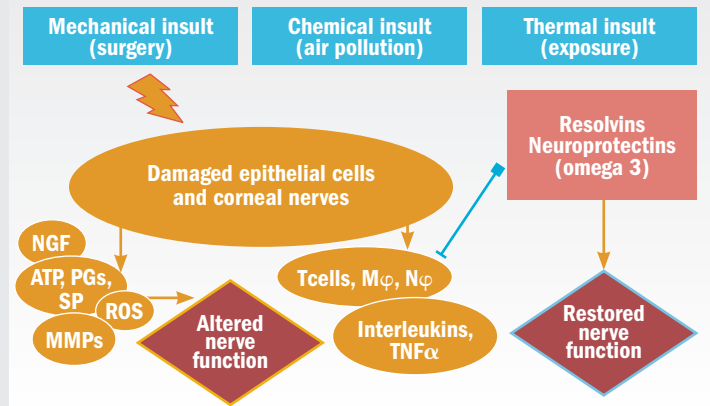 Mechanical insult
(surgery)
Chemical insult
(air pollution)
Thermal insult
(exposure)
Damaged epithelial cells
and corneal nerves
Resolvins
Neuroprotectins
(omega 3)
NGF
ATP, PGs,
SP
ROS
MMPs
Altered
nerve
function
Tcells, Mφ, Nφ
Interleukins,
TNFα
Restored
nerve
function